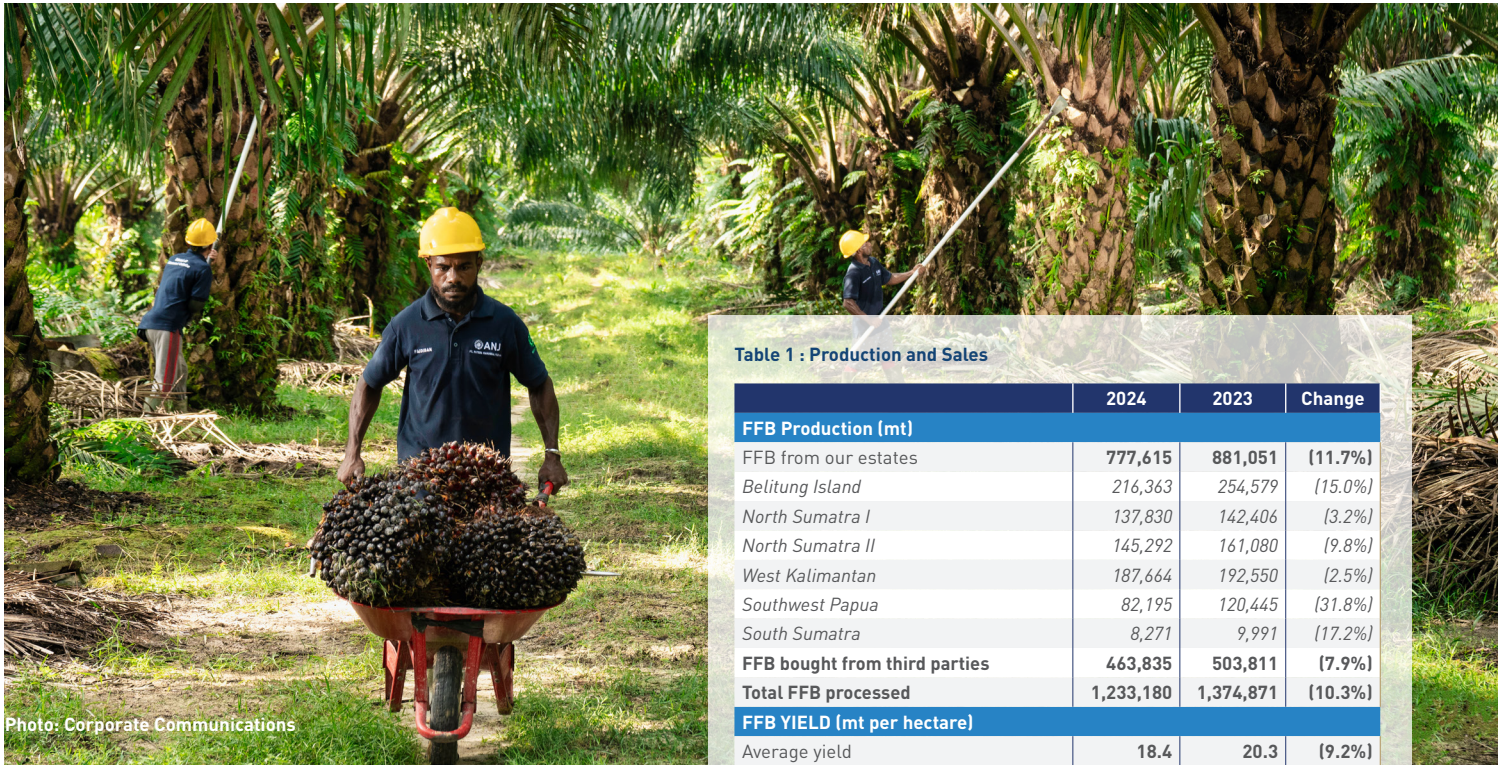 ANJ
Table 1 : Production and Sales
2024 2023 Change
FFB Production (mt)
FFB from our estates 777,615 881,051 (11.7%)
Belitung Island 216,363 254,579 (15.0%)
North Sumatra I 137,830 142,406 (3.2%)
North Sumatra II 145,292 161,080 (9.8%)
West Kalimantan 187,664 192,550 (2.5%)
Southwest Papua 82,195 120,445 (31.8%)
South Sumatra 8,271 9,991 (17.2%)
FFB bought from third parties 463,835 503,811 (7.9%)
Total FFB processed 1,233,180 1,374,871 (10.3%)
FFB YIELD (mt per hectare)
Average yield 18.4 20.3 (9.2%)
Photo: Corporate Communications